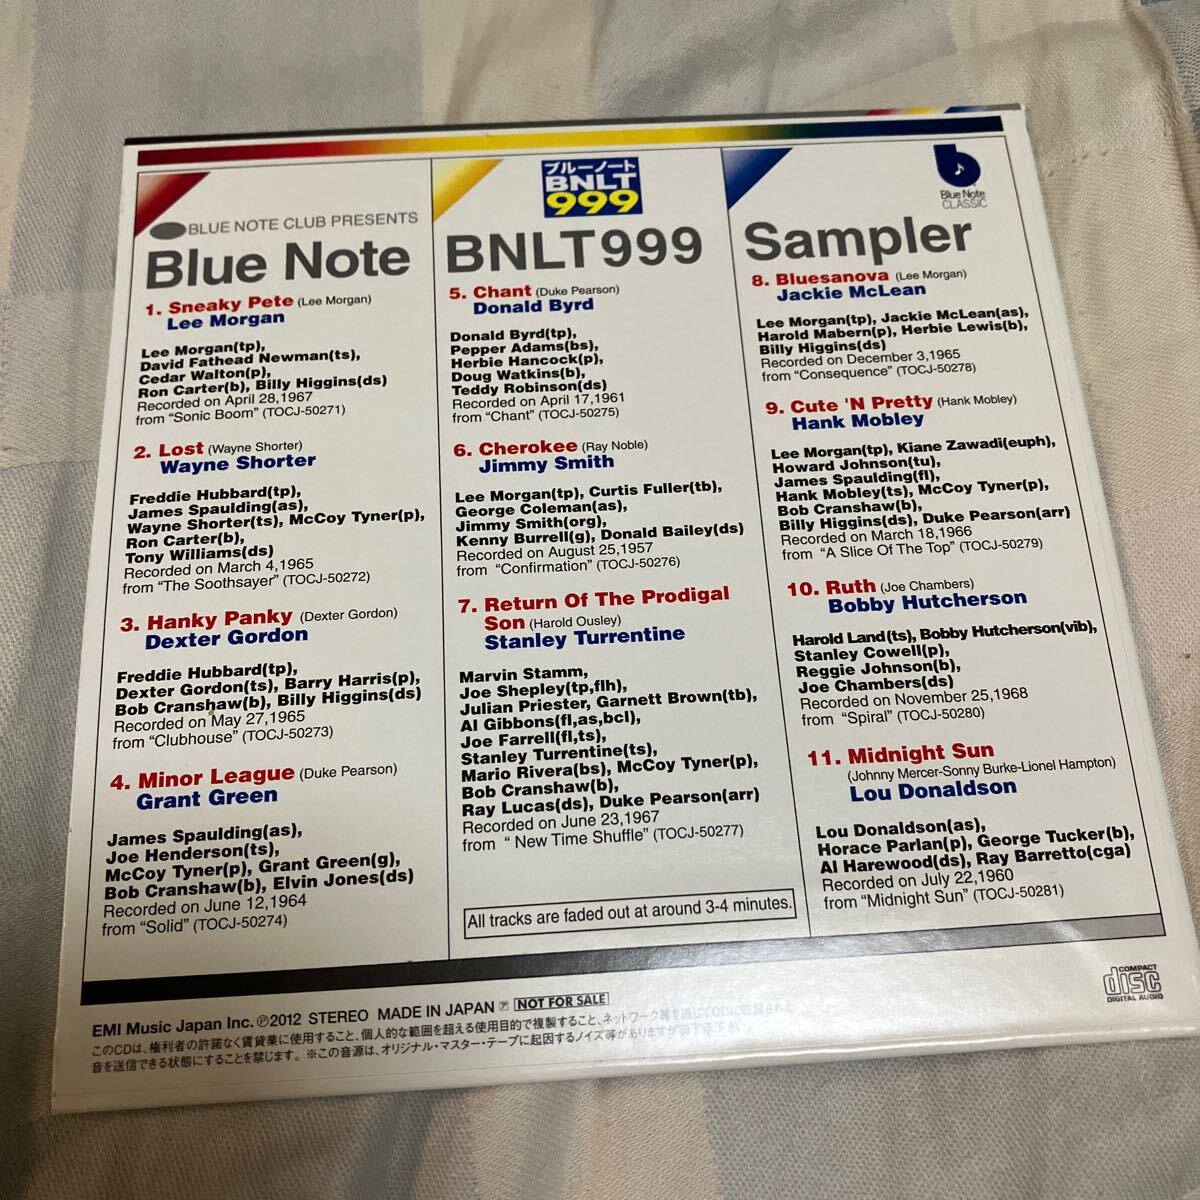 BLUE NOTE CLUB PRESENTS
Blue Note
1. Sneaky Pete (Lee Morgan)
Lee Morgan
Lee Morgan(tp),
David Fathead Newman(ts),
Cedar Walton(p),
Ron Carter(b), Billy Higgins(ds)
Recorded on April 28,1967
from "Sonic Boom" (TOCJ-50271)
2. Lost (Wayne Shorter)
Wayne Shorter
Freddie Hubbard(tp),
James Spaulding(as),
Wayne Shorter(ts), McCoy Tyner(p),
Ron Carter(b),
Tony Williams(ds)
Recorded on March 4,1965
from "The Soothsayer" (TOCJ-50272)
3. Hanky Panky (Dexter Gordon)
Dexter Gordon
Freddie Hubbard(tp),
Dexter Gordon(ts), Barry Harris(p),
Bob Cranshaw(b), Billy Higgins(ds)
Recorded on May 27,1965
from "Clubhouse" (TOCJ-50273)
4. Minor League (Duke Pearson)
Grant Green
James Spaulding(as),
Joe Henderson(ts),
McCoy Tyner(p), Grant Green(g),
Bob Cranshaw(b), Elvin Jones(ds)
Recorded on June 12,1964
from "Solid" (TOCJ-50274)
ブルーノート
BNLT
999
BNLT999
5. Chant (Duke Pearson)
Donald Byrd
Donald Byrd(tp),
Pepper Adams(bs),
Herbie Hancock(p),
Doug Watkins(b),
Teddy Robinson(ds)
Recorded on April 17,1961
from "Chant" (TOCJ-50275)
6. Cherokee (Ray Noble)
Jimmy Smith
Lee Morgan(tp), Curtis Fuller(tb),
George Coleman(as),
Jimmy Smith(org),
Kenny Burrell(g), Donald Bailey(ds)
Recorded on August 25,1957
from "Confirmation" (TOCJ-50276)
7. Return Of The Prodigal
Son (Harold Ousley)
Stanley Turrentine
Marvin Stamm,
Joe Shepley(tp,flh),
Julian Priester, Garnett Brown(tb),
Al Gibbons(fl,as,bcl),
Joe Farrell(fl,ts),
Stanley Turrentine(ts),
Mario Rivera(bs), McCoy Tyner(p),
Bob Cranshaw(b),
Ray Lucas(ds), Duke Pearson(arr)
Recorded on June 23,1967
from " New Time Shuffle" (TOCJ-50277)
All tracks are faded out at around 3-4 minutes.
Blue Note
CLASSIC
Sampler
8. Bluesanova (Lee Morgan)
Jackie McLean
Lee Morgan(tp), Jackie McLean(as),
Harold Mabern(p), Herbie Lewis(b),
Billy Higgins(ds)
Recorded on December 3,1965
from "Consequence" (TOCJ-50278)
9. Cute 'N Pretty (Hank Mobley)
Hank Mobley
Lee Morgan(tp), Kiane Zawadi(euph),
Howard Johnson(tu),
James Spaulding(fl),
Hank Mobley(ts), McCoy Tyner(p),
Bob Cranshaw(b),
Billy Higgins(ds), Duke Pearson(arr)
Recorded on March 18,1966
from "A Slice Of The Top" (TOCJ-50279)
10. Ruth (Joe Chambers)
Bobby Hutcherson
Harold Land(ts), Bobby Hutcherson(vib),
Stanley Cowell(p),
Reggie Johnson(b),
Joe Chambers(ds)
Recorded on November 25,1968
from "Spiral" (TOCJ-50280)
11. Midnight Sun
(Johnny Mercer-Sonny Burke-Lionel Hampton)
Lou Donaldson
Lou Donaldson(as),
Horace Parlan(p), George Tucker(b),
Al Harewood(ds), Ray Barretto(cga)
Recorded on July 22,1960
from "Midnight Sun" (TOCJ-50281)
COMPACT
disc
DIGITAL AUDIO
EMI Music Japan Inc. ℗2012 STEREO MADE IN JAPAN ア NOT FOR SALE
このCDは、権利者の許諾なく賃貸業に使用すること、個人的な範囲を超える使用目的で複製すること、ネットワーク等を通じてCDに収録された
音を送信できる状態にすることを禁じます。 ※この音源は、オリジナル・マスター・テープに起因するノイズ等がありますが